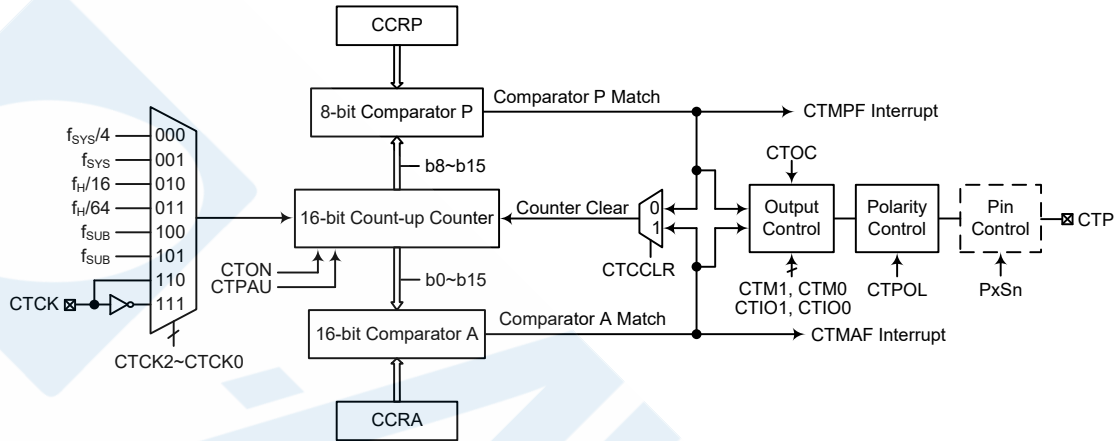 CCRP
8-bit Comparator P
Comparator P Match
CTMPF Interrupt
fSYS/4
000
fSYS
001
fH/16
010
fH/64
011
fSUB
100
fSUB
101
110
111
CTCK
CTCK2~CTCK0
b8~b15
16-bit Count-up Counter
CTON
CTPAU
b0~b15
Counter Clear
0
1
CTCCLR
CTOC
Output
Control
CTM1, CTM0
CTIO1, CTIO0
Polarity
Control
CTPOL
Pin
Control
PxSn
CTP
16-bit Comparator A
Comparator A Match
CTMAF Interrupt
CCRA